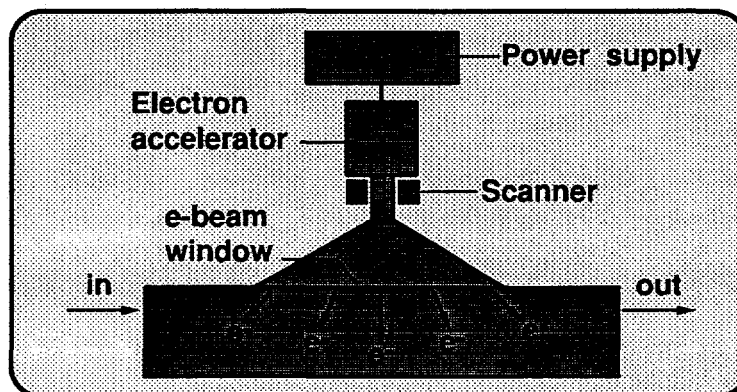 Power supply
Electron
accelerator
Scanner
e-beam
window
in
out
e
e
e
e
e